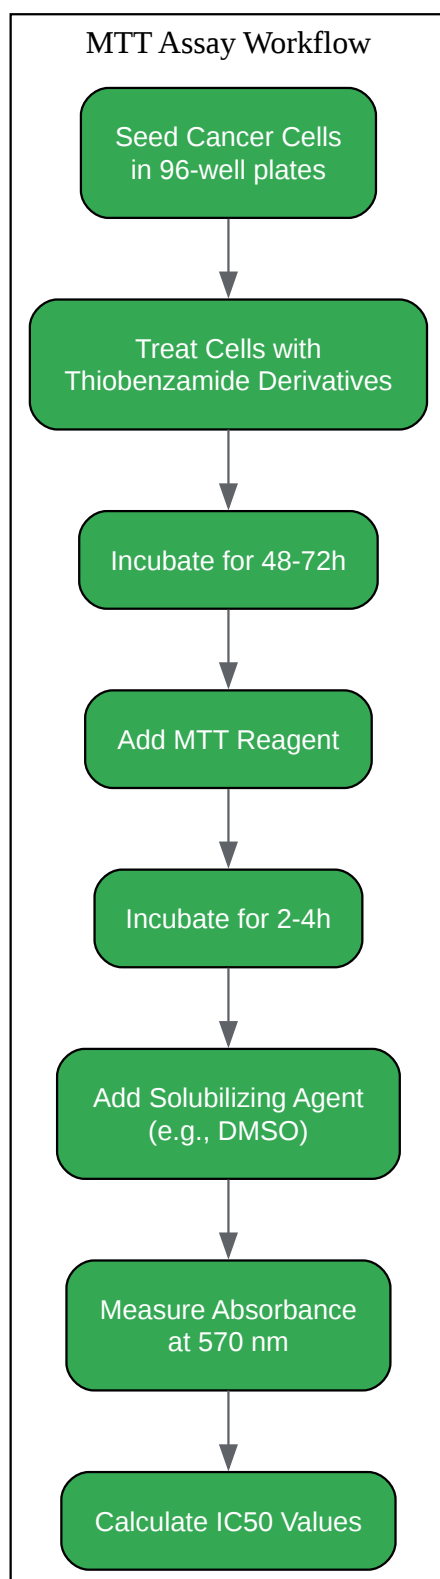 MTT Assay Workflow
Seed Cancer Cells
in 96-well plates
Treat Cells with
Thiobenzamide Derivatives
Incubate for 48-72h
Add MTT Reagent
Incubate for 2-4h
Add Solubilizing Agent
(e.g., DMSO)
Measure Absorbance
at 570 nm
Calculate IC50 Values